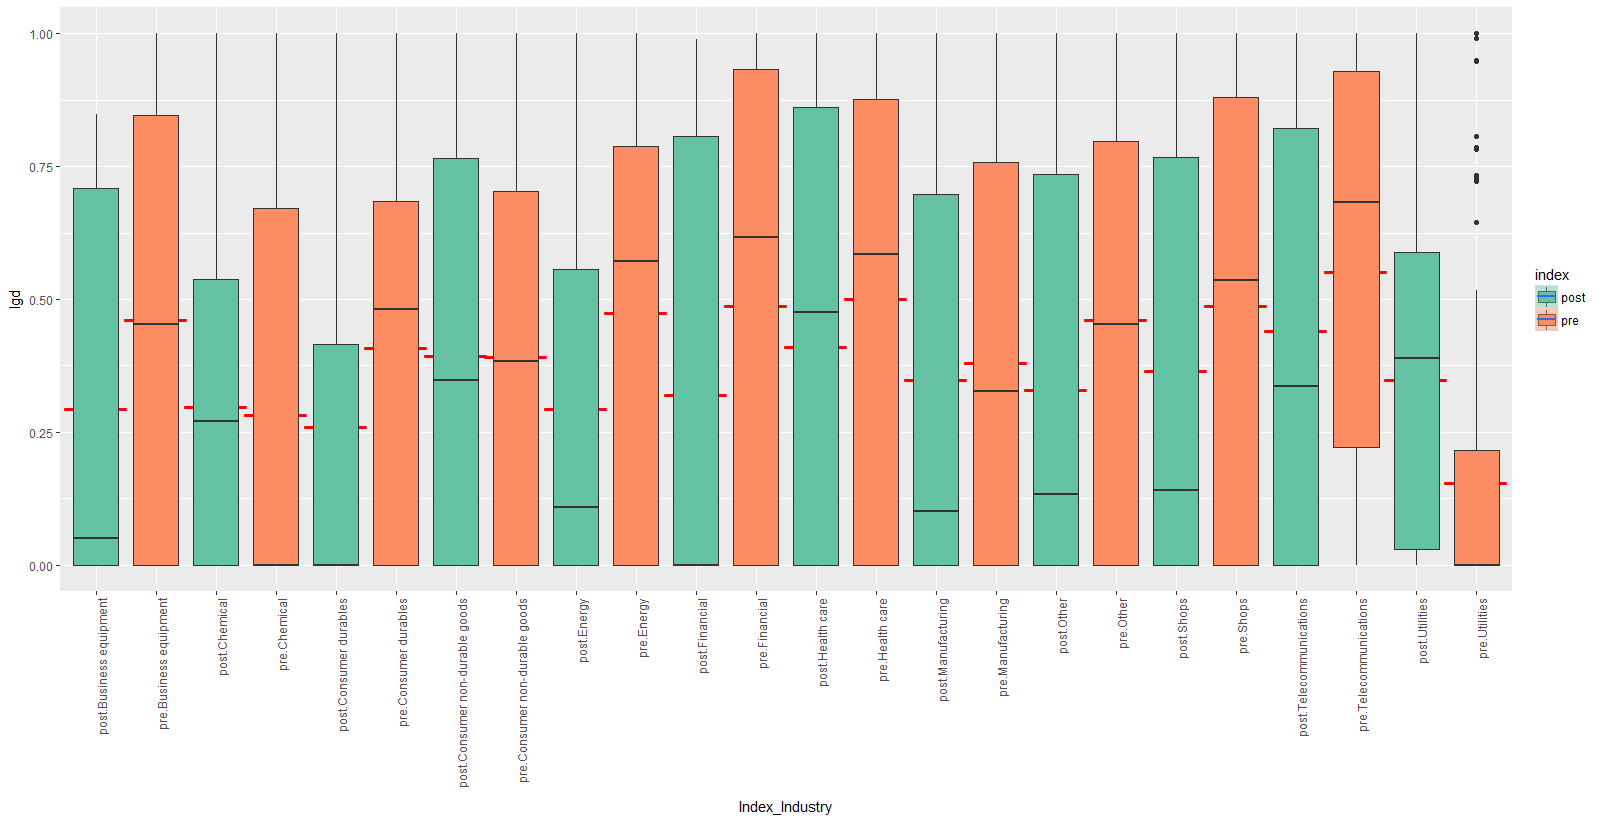 1.00
0.75
0.50
0.25
0.00
lgd
post.Business equipment
pre.Business equipment
post.Chemical
pre.Chemical
post.Consumer durables
pre.Consumer durables
post.Consumer non-durable goods
pre.Consumer non-durable goods
post.Energy
pre.Energy
post.Financial
pre.Financial
post.Health care
pre.Health care
post.Manufacturing
pre.Manufacturing
post.Other
pre.Other
post.Shops
pre.Shops
post.Telecommunications
pre.Telecommunications
post.Utilities
pre.Utilities
Index_Industry
index
post
pre